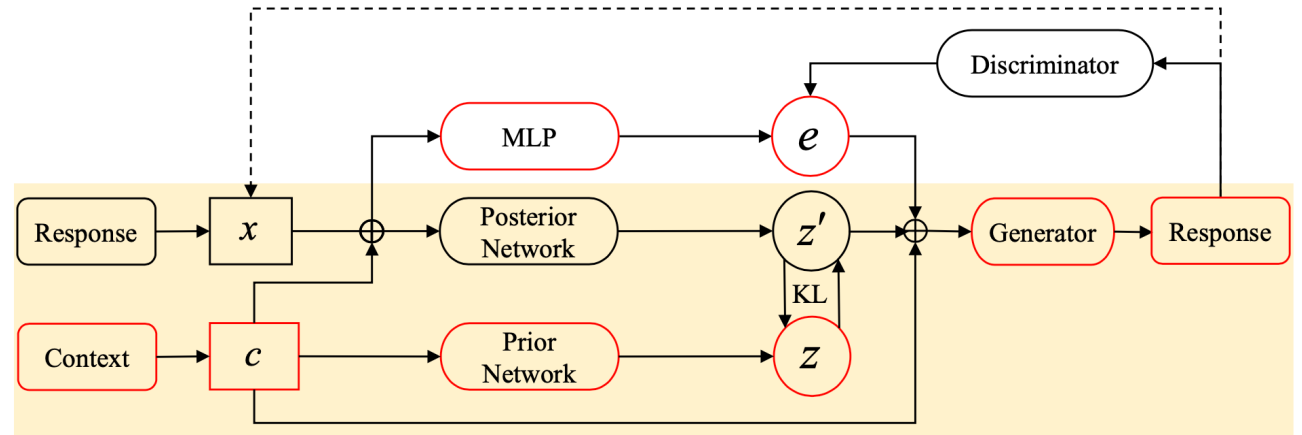 Discriminator
MLP
e
Response
x
Posterior
Network
z′
Generator
Response
KL
Context
c
Prior
Network
z